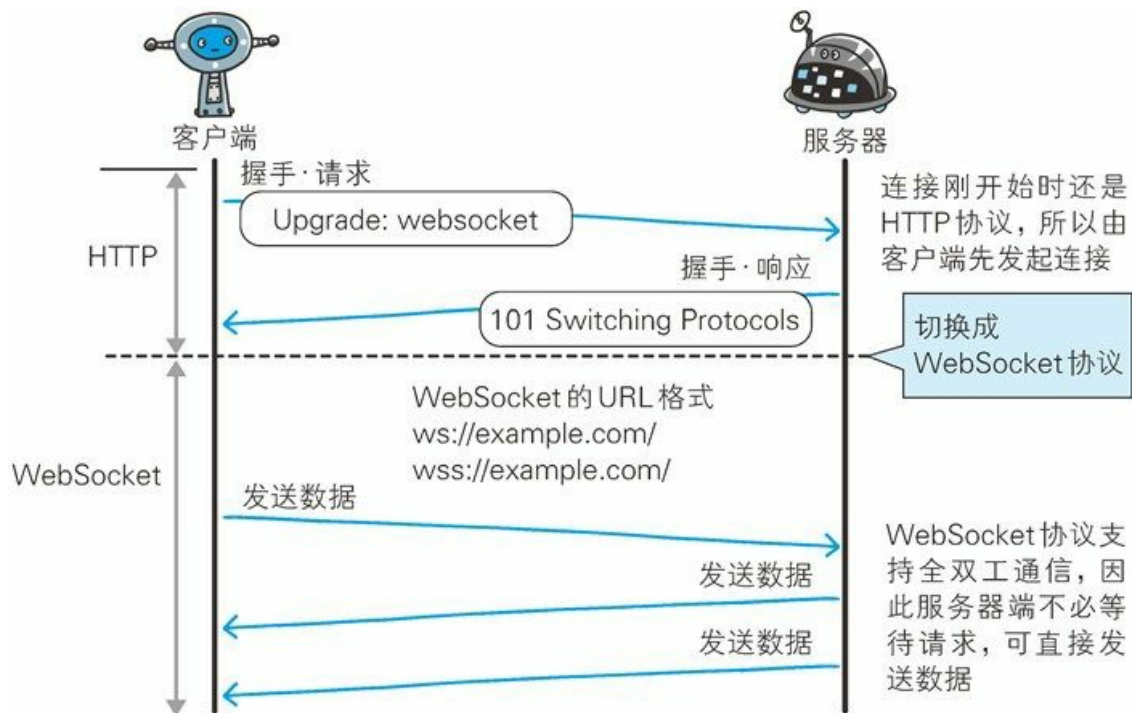 客户端
服务器
握手·请求
Upgrade: websocket
连接刚开始时还是
HTTP协议，所以由
客户端先发起连接
HTTP
握手·响应
101 Switching Protocols
切换成
WebSocket协议
WebSocket的URL格式
ws://example.com/
wss://example.com/
WebSocket
发送数据
发送数据
发送数据
WebSocket协议支
持全双工通信，因
此服务器端不必等
待请求，可直接发
送数据